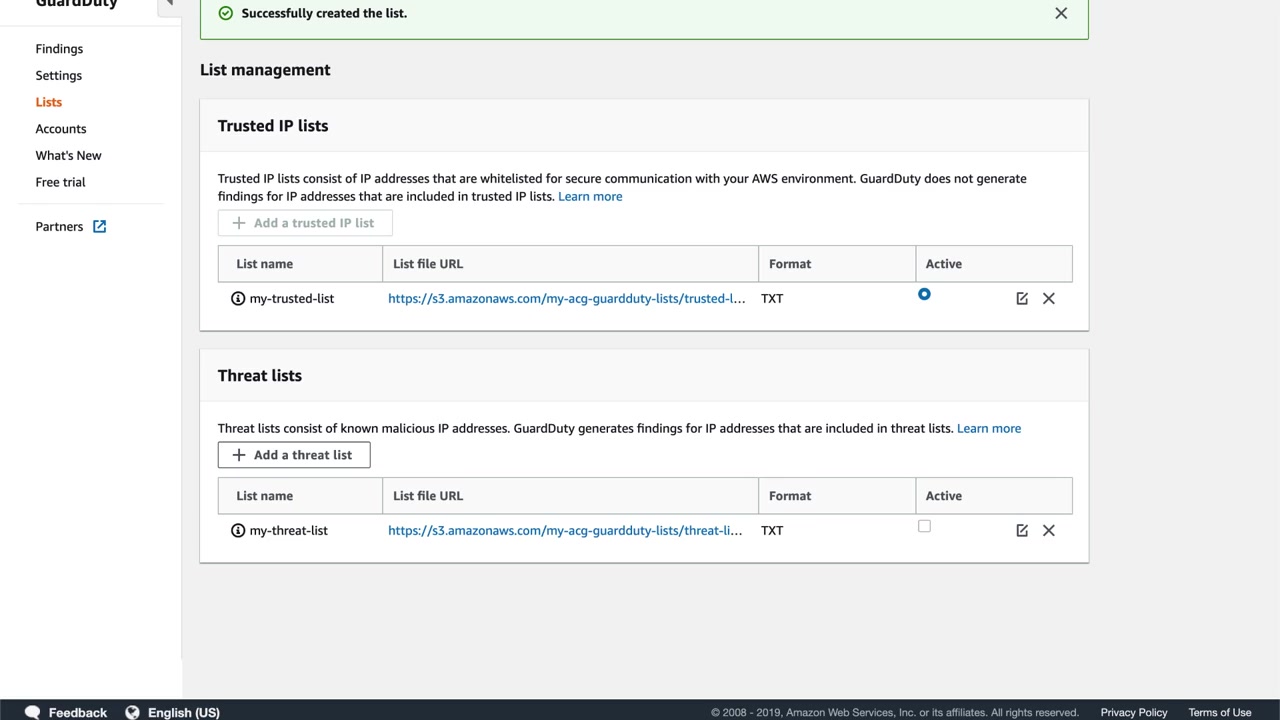 GuardDuty
Successfully created the list.
Findings
Settings
Lists
Accounts
What's New
Free trial
Partners
List management
Trusted IP lists
Trusted IP lists consist of IP addresses that are whitelisted for secure communication with your AWS environment. GuardDuty does not generate
findings for IP addresses that are included in trusted IP lists. Learn more
Add a trusted IP list
List name List file URL Format Active
my-trusted-list https://s3.amazonaws.com/my-acg-guardduty-lists/trusted-l... TXT
Threat lists
Threat lists consist of known malicious IP addresses. GuardDuty generates findings for IP addresses that are included in threat lists. Learn more
Add a threat list
List name List file URL Format Active
my-threat-list https://s3.amazonaws.com/my-acg-guardduty-lists/threat-li... TXT
Feedback English (US) © 2008 - 2019, Amazon Web Services, Inc. or its affiliates. All rights reserved. Privacy Policy Terms of Use